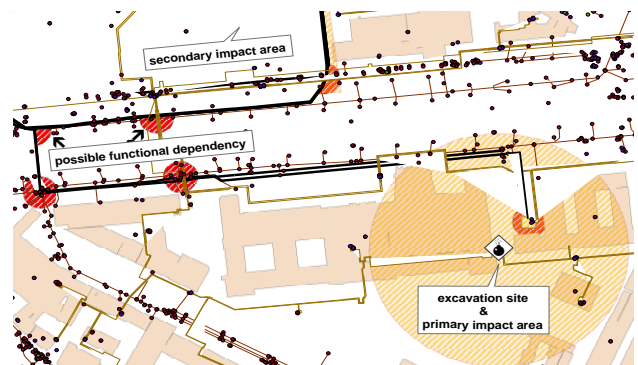 secondary impact area
possible functional dependency
excavation site
&
primary impact area